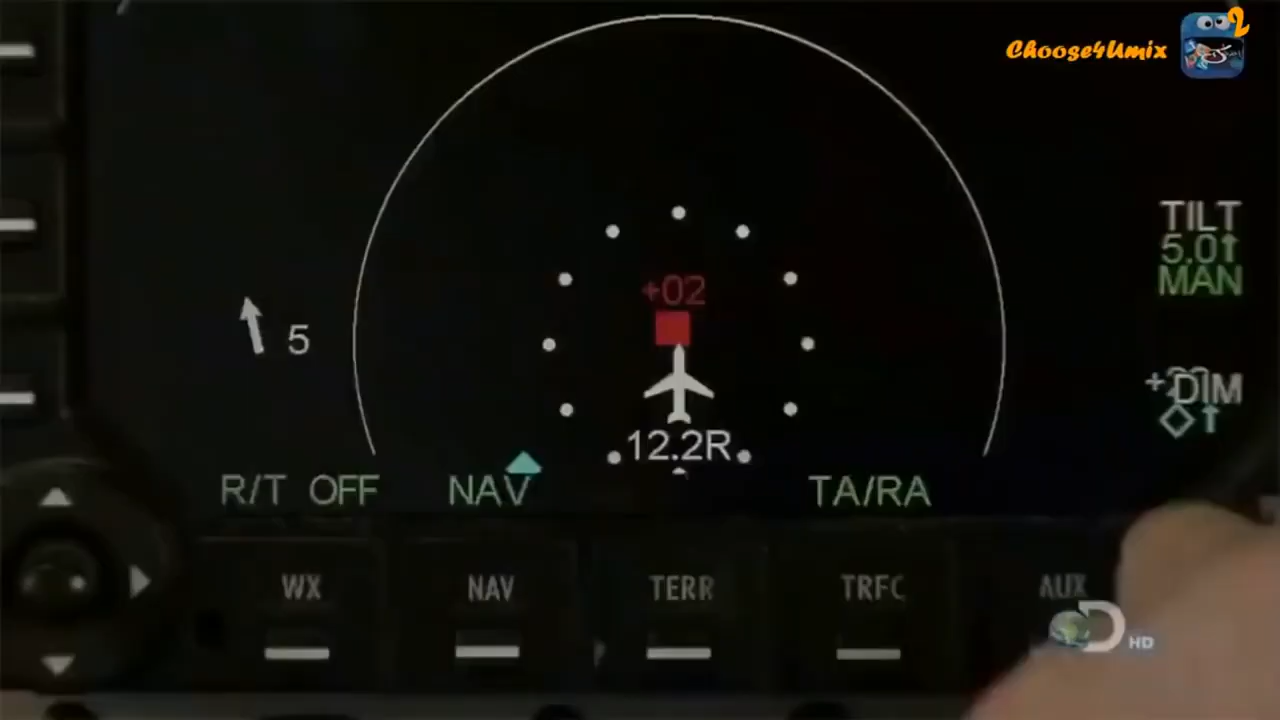 Choose4Umix
2
TILT
5.0↑
MAN
+02
5
DIM
12.2R
R/T OFF NAV TA/RA
WX NAV TERR TRFC AUX
HD